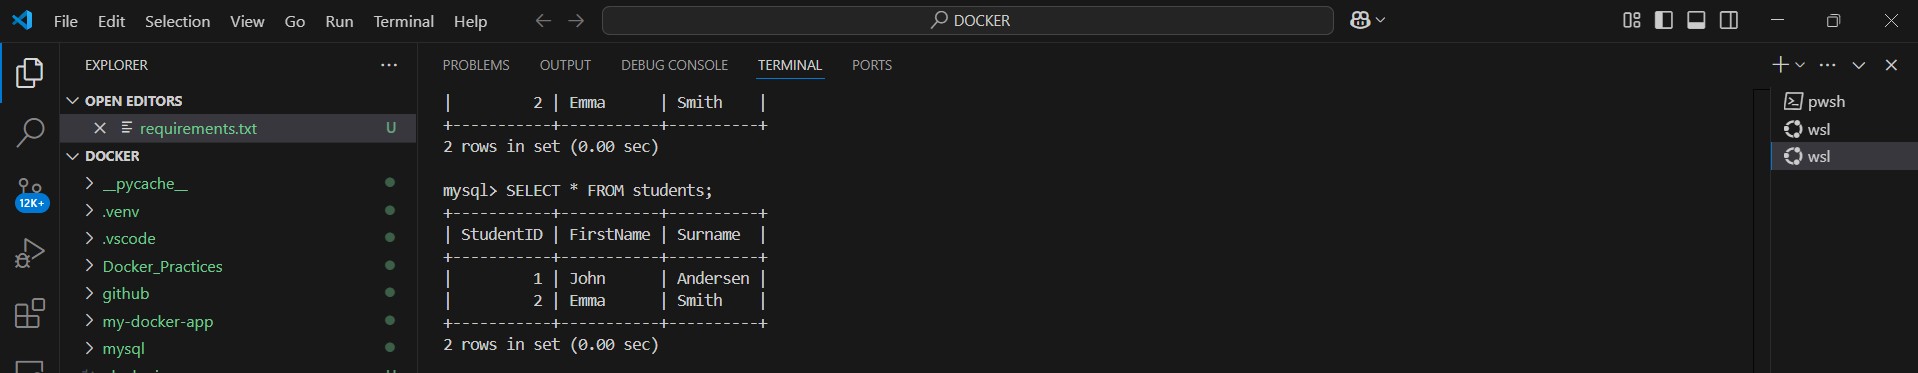 File Edit Selection View Go Run Terminal Help
DOCKER
EXPLORER
OPEN EDITORS
requirements.txt U
DOCKER
__pycache__
.venv
.vscode
Docker_Practices
github
my-docker-app
mysql
12K+
PROBLEMS OUTPUT DEBUG CONSOLE TERMINAL PORTS
| 2 | Emma | Smith |
+-----------+-----------+----------+
2 rows in set (0.00 sec)
mysql> SELECT * FROM students;
+-----------+-----------+----------+
| StudentID | FirstName | Surname |
+-----------+-----------+----------+
| 1 | John | Andersen |
| 2 | Emma | Smith |
+-----------+-----------+----------+
2 rows in set (0.00 sec)
pwsh
wsl
wsl